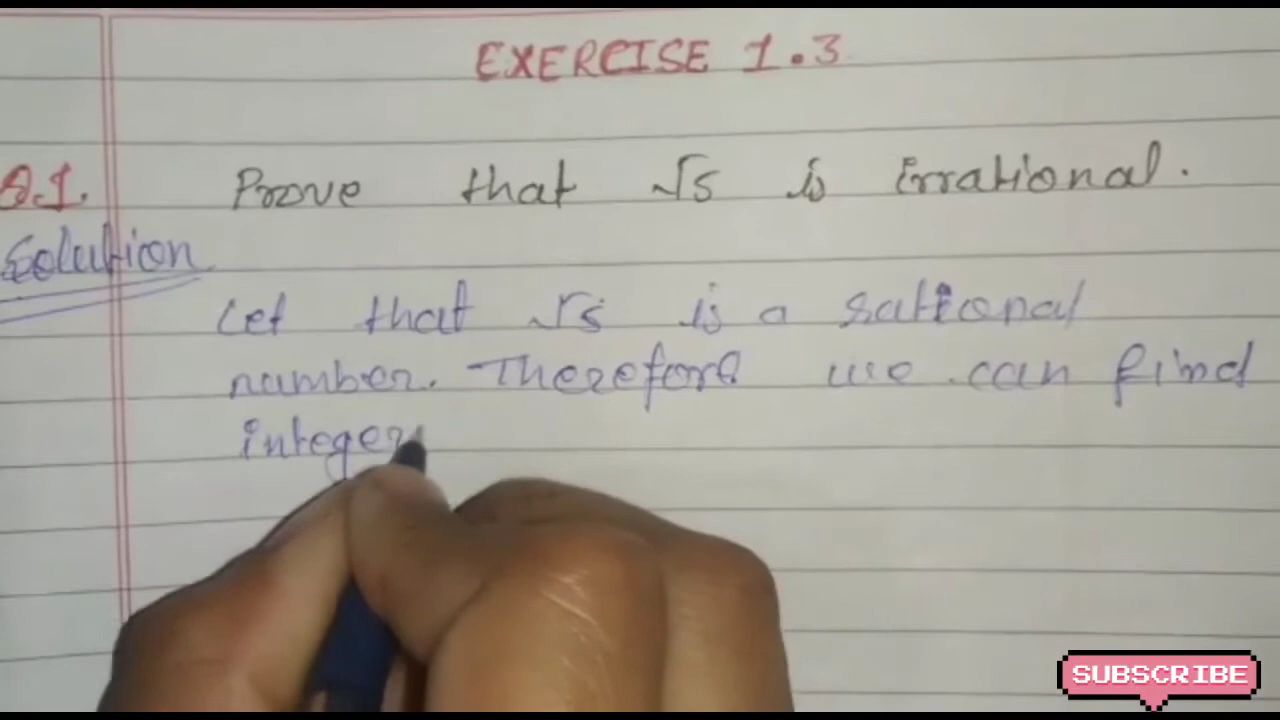 EXERCISE 1.3
Q.1. Prove that √5 is irrational.
Solution
Let that √5 is a rational
number. Therefore we can find
integer
SUBSCRIBE